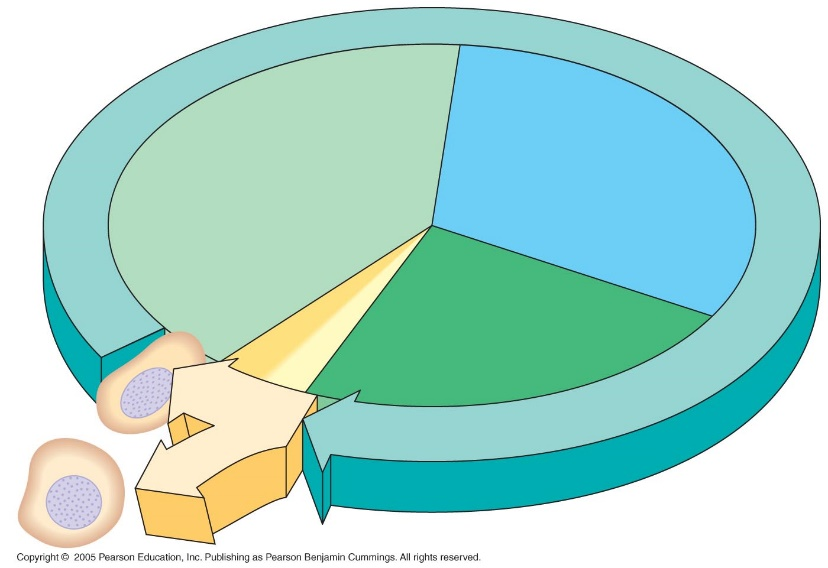 Copyright © 2005 Pearson Education, Inc. Publishing as Pearson Benjamin Cummings. All rights reserved.